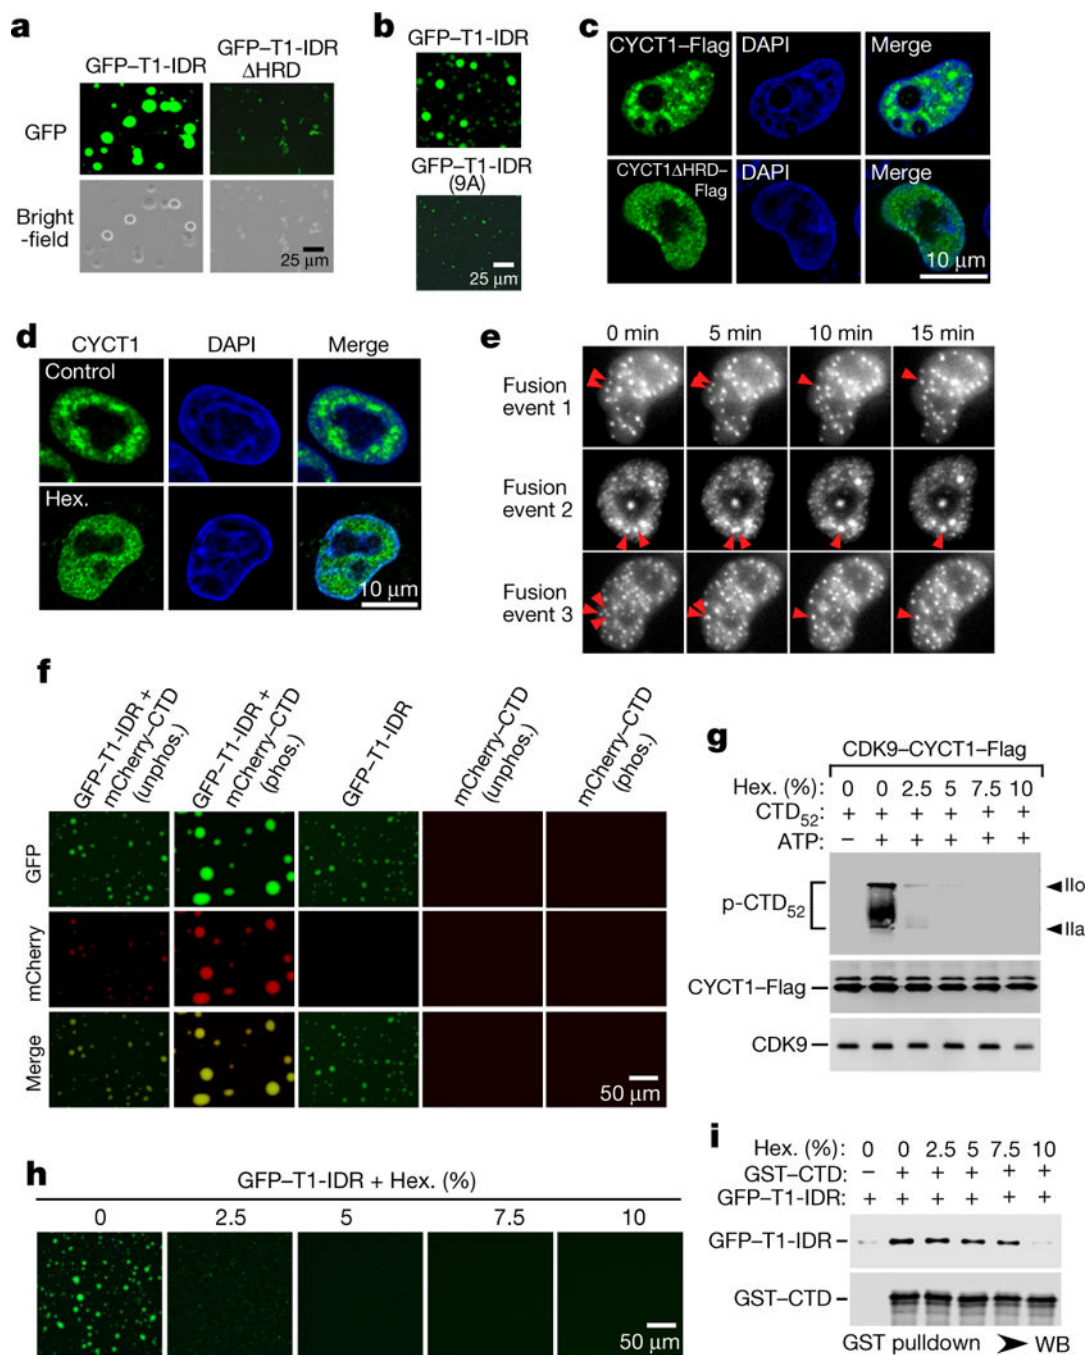 a
GFP–T1-IDR
GFP–T1-IDR
ΔHRD
GFP
Bright
-field
25 μm
b
GFP–T1-IDR
GFP–T1-IDR
(9A)
25 μm
c
CYCT1–Flag
DAPI
Merge
CYCT1ΔHRD–
Flag
DAPI
Merge
10 μm
d
CYCT1
DAPI
Merge
Control
Hex.
10 μm
e
0 min
5 min
10 min
15 min
Fusion
event 1
Fusion
event 2
Fusion
event 3
f
GFP–T1-IDR +
mCherry–CTD
(unphos.)
GFP–T1-IDR +
mCherry–CTD
(phos.)
GFP–T1-IDR
mCherry–CTD
(unphos.)
mCherry–CTD
(phos.)
GFP
mCherry
Merge
50 μm
g
CDK9–CYCT1–Flag
Hex. (%): 0 0 2.5 5 7.5 10
CTD52: + + + + + +
ATP: – + + + + +
p-CTD52
IIo
IIa
CYCT1–Flag
CDK9
h
GFP–T1-IDR + Hex. (%)
0 2.5 5 7.5 10
50 μm
i
Hex. (%): 0 0 2.5 5 7.5 10
GST–CTD: – + + + + +
GFP–T1-IDR: + + + + + +
GFP–T1-IDR
GST–CTD
GST pulldown ➤ WB